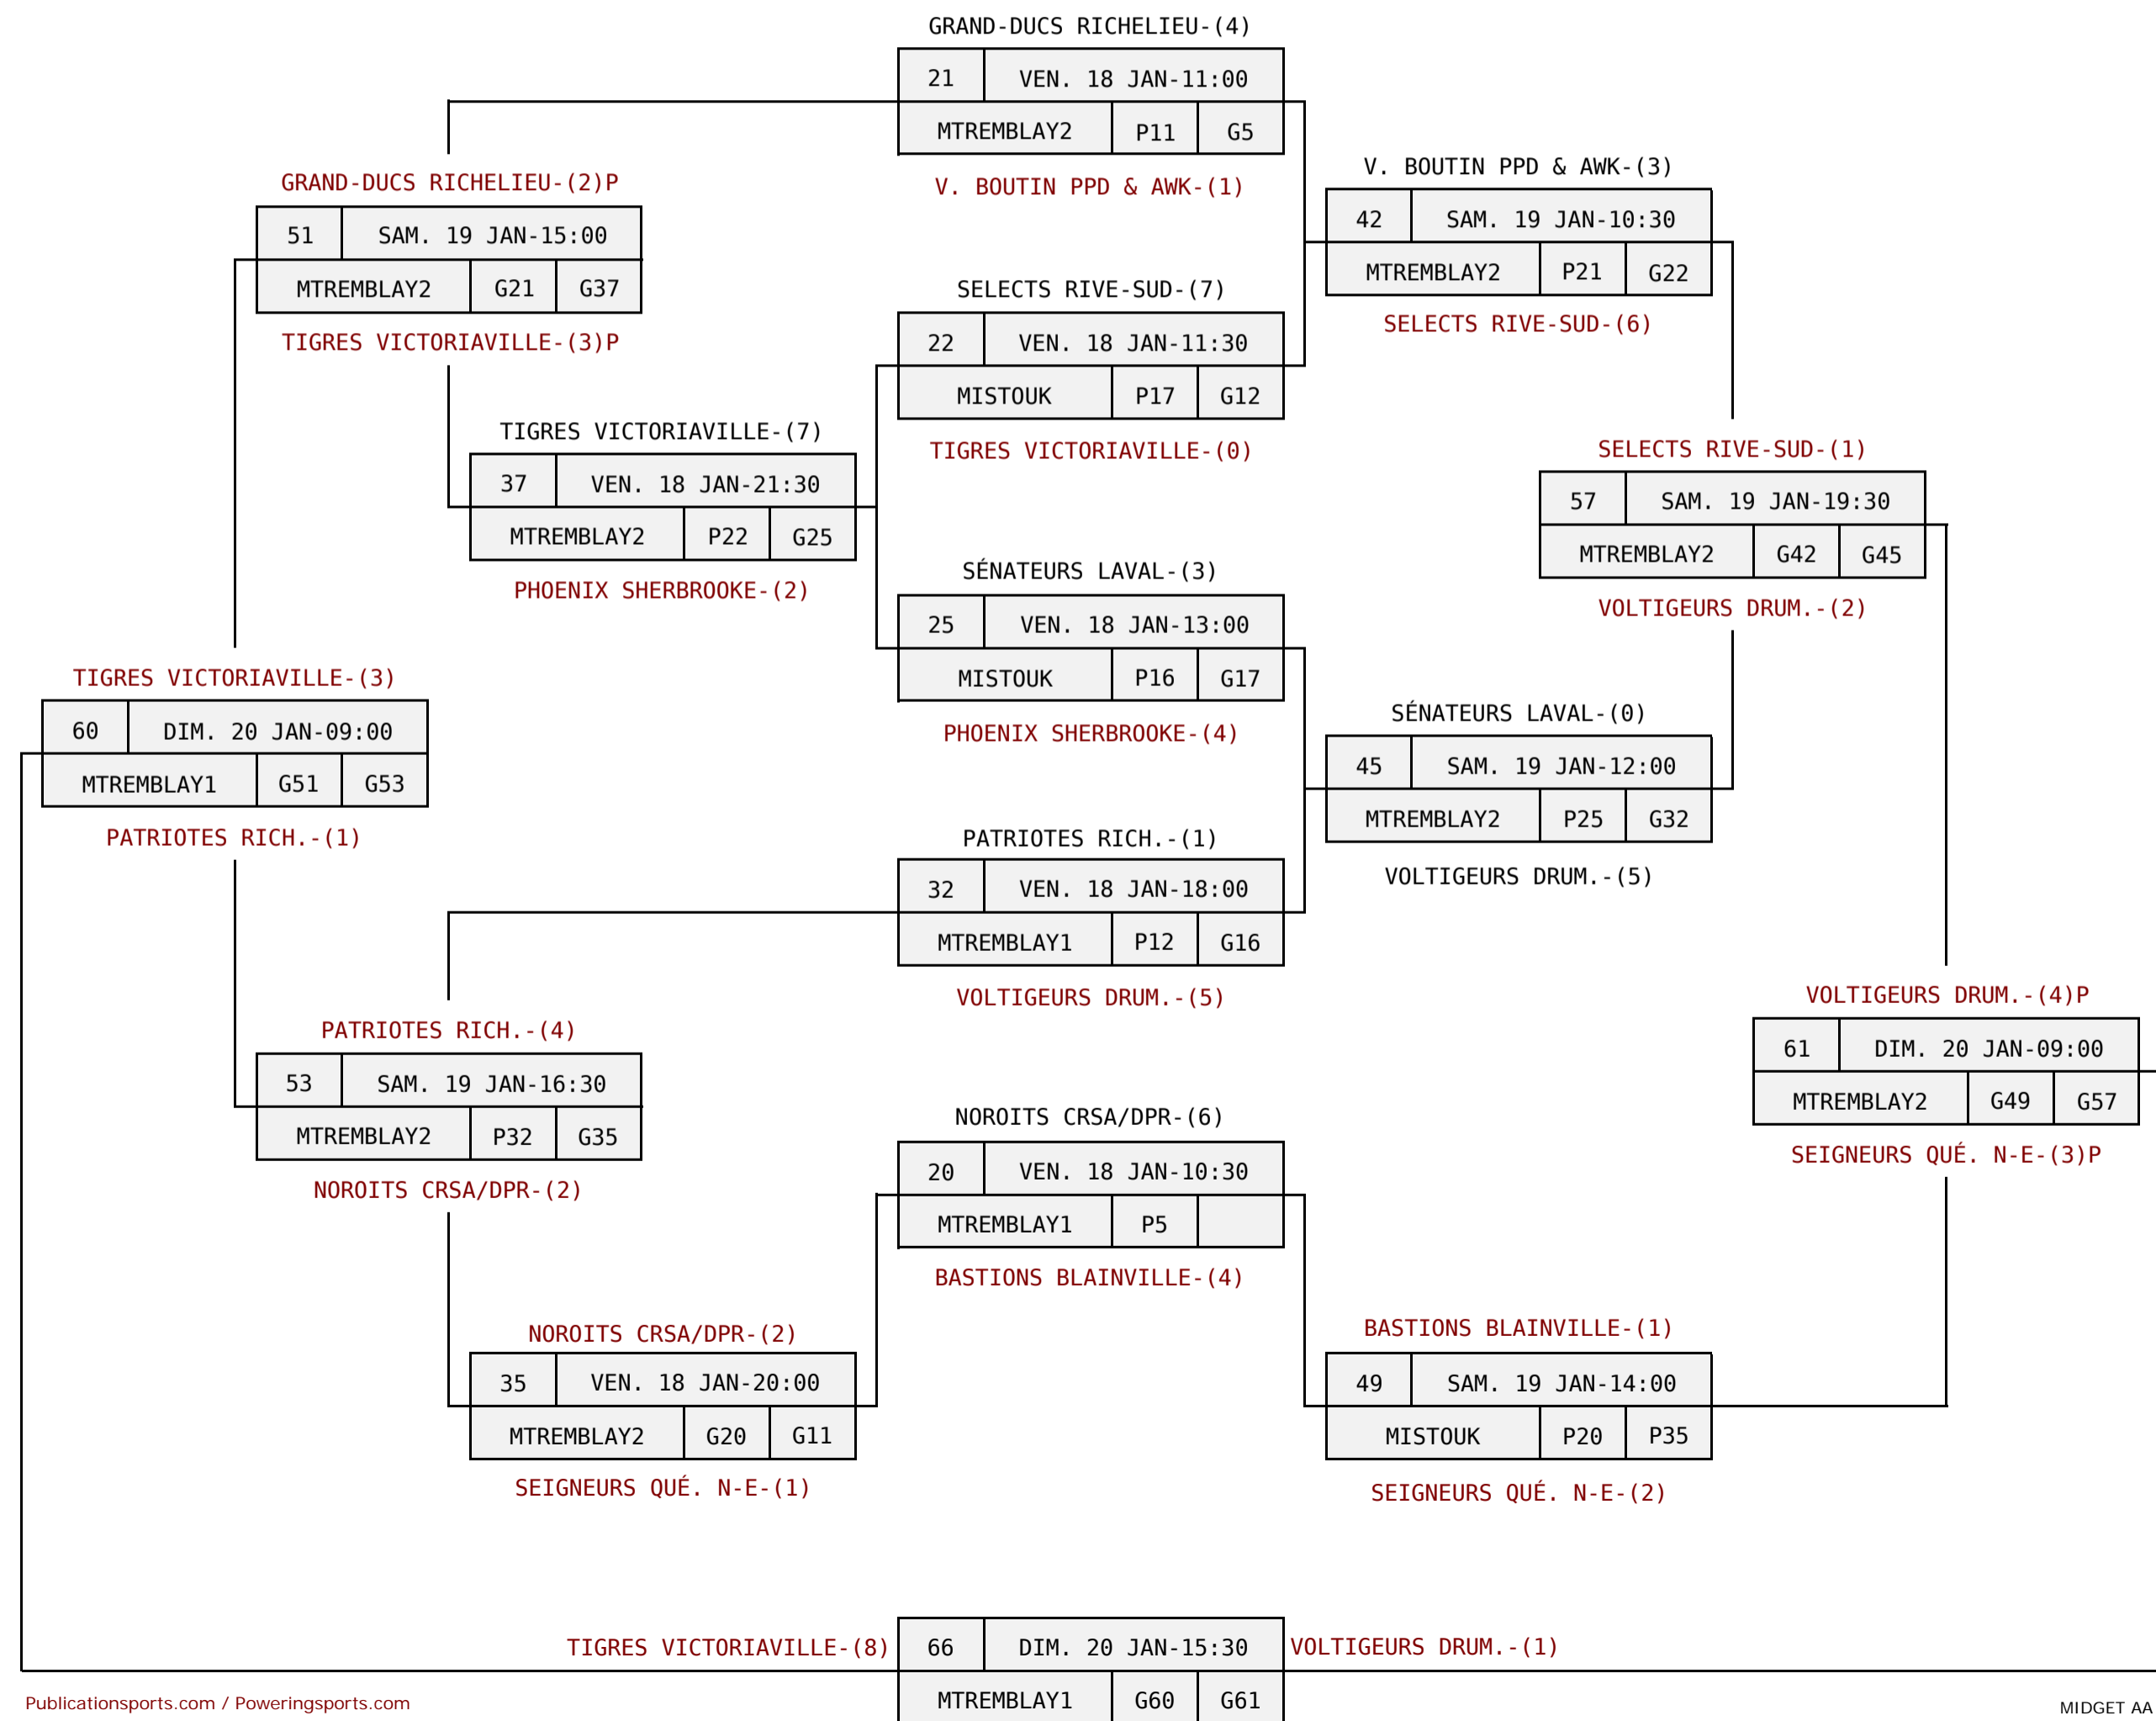 GRAND-DUCS RICHELIEU-(4)
21 VEN. 18 JAN-11:00
MTREMBLAY2 P11 G5
V. BOUTIN PPD & AWK-(1)
V. BOUTIN PPD & AWK-(3)
42 SAM. 19 JAN-10:30
MTREMBLAY2 P21 G22
SELECTS RIVE-SUD-(6)
GRAND-DUCS RICHELIEU-(2)P
51 SAM. 19 JAN-15:00
MTREMBLAY2 G21 G37
TIGRES VICTORIAVILLE-(3)P
SELECTS RIVE-SUD-(7)
22 VEN. 18 JAN-11:30
MISTOUK P17 G12
TIGRES VICTORIAVILLE-(0)
TIGRES VICTORIAVILLE-(7)
37 VEN. 18 JAN-21:30
MTREMBLAY2 P22 G25
PHOENIX SHERBROOKE-(2)
SELECTS RIVE-SUD-(1)
57 SAM. 19 JAN-19:30
MTREMBLAY2 G42 G45
VOLTIGEURS DRUM.-(2)
SÉNATEURS LAVAL-(3)
25 VEN. 18 JAN-13:00
MISTOUK P16 G17
PHOENIX SHERBROOKE-(4)
TIGRES VICTORIAVILLE-(3)
60 DIM. 20 JAN-09:00
MTREMBLAY1 G51 G53
PATRIOTES RICH.-(1)
SÉNATEURS LAVAL-(0)
45 SAM. 19 JAN-12:00
MTREMBLAY2 P25 G32
VOLTIGEURS DRUM.-(5)
PATRIOTES RICH.-(1)
32 VEN. 18 JAN-18:00
MTREMBLAY1 P12 G16
VOLTIGEURS DRUM.-(5)
VOLTIGEURS DRUM.-(4)P
61 DIM. 20 JAN-09:00
MTREMBLAY2 G49 G57
SEIGNEURS QUÉ. N-E-(3)P
PATRIOTES RICH.-(4)
53 SAM. 19 JAN-16:30
MTREMBLAY2 P32 G35
NOROITS CRSA/DPR-(2)
NOROITS CRSA/DPR-(6)
20 VEN. 18 JAN-10:30
MTREMBLAY1 P5
BASTIONS BLAINVILLE-(4)
NOROITS CRSA/DPR-(2)
35 VEN. 18 JAN-20:00
MTREMBLAY2 G20 G11
SEIGNEURS QUÉ. N-E-(1)
BASTIONS BLAINVILLE-(1)
49 SAM. 19 JAN-14:00
MISTOUK P20 P35
SEIGNEURS QUÉ. N-E-(2)
TIGRES VICTORIAVILLE-(8) 66 DIM. 20 JAN-15:30 VOLTIGEURS DRUM.-(1)
MTREMBLAY1 G60 G61
Publicationsports.com / Poweringsports.com
MIDGET AA